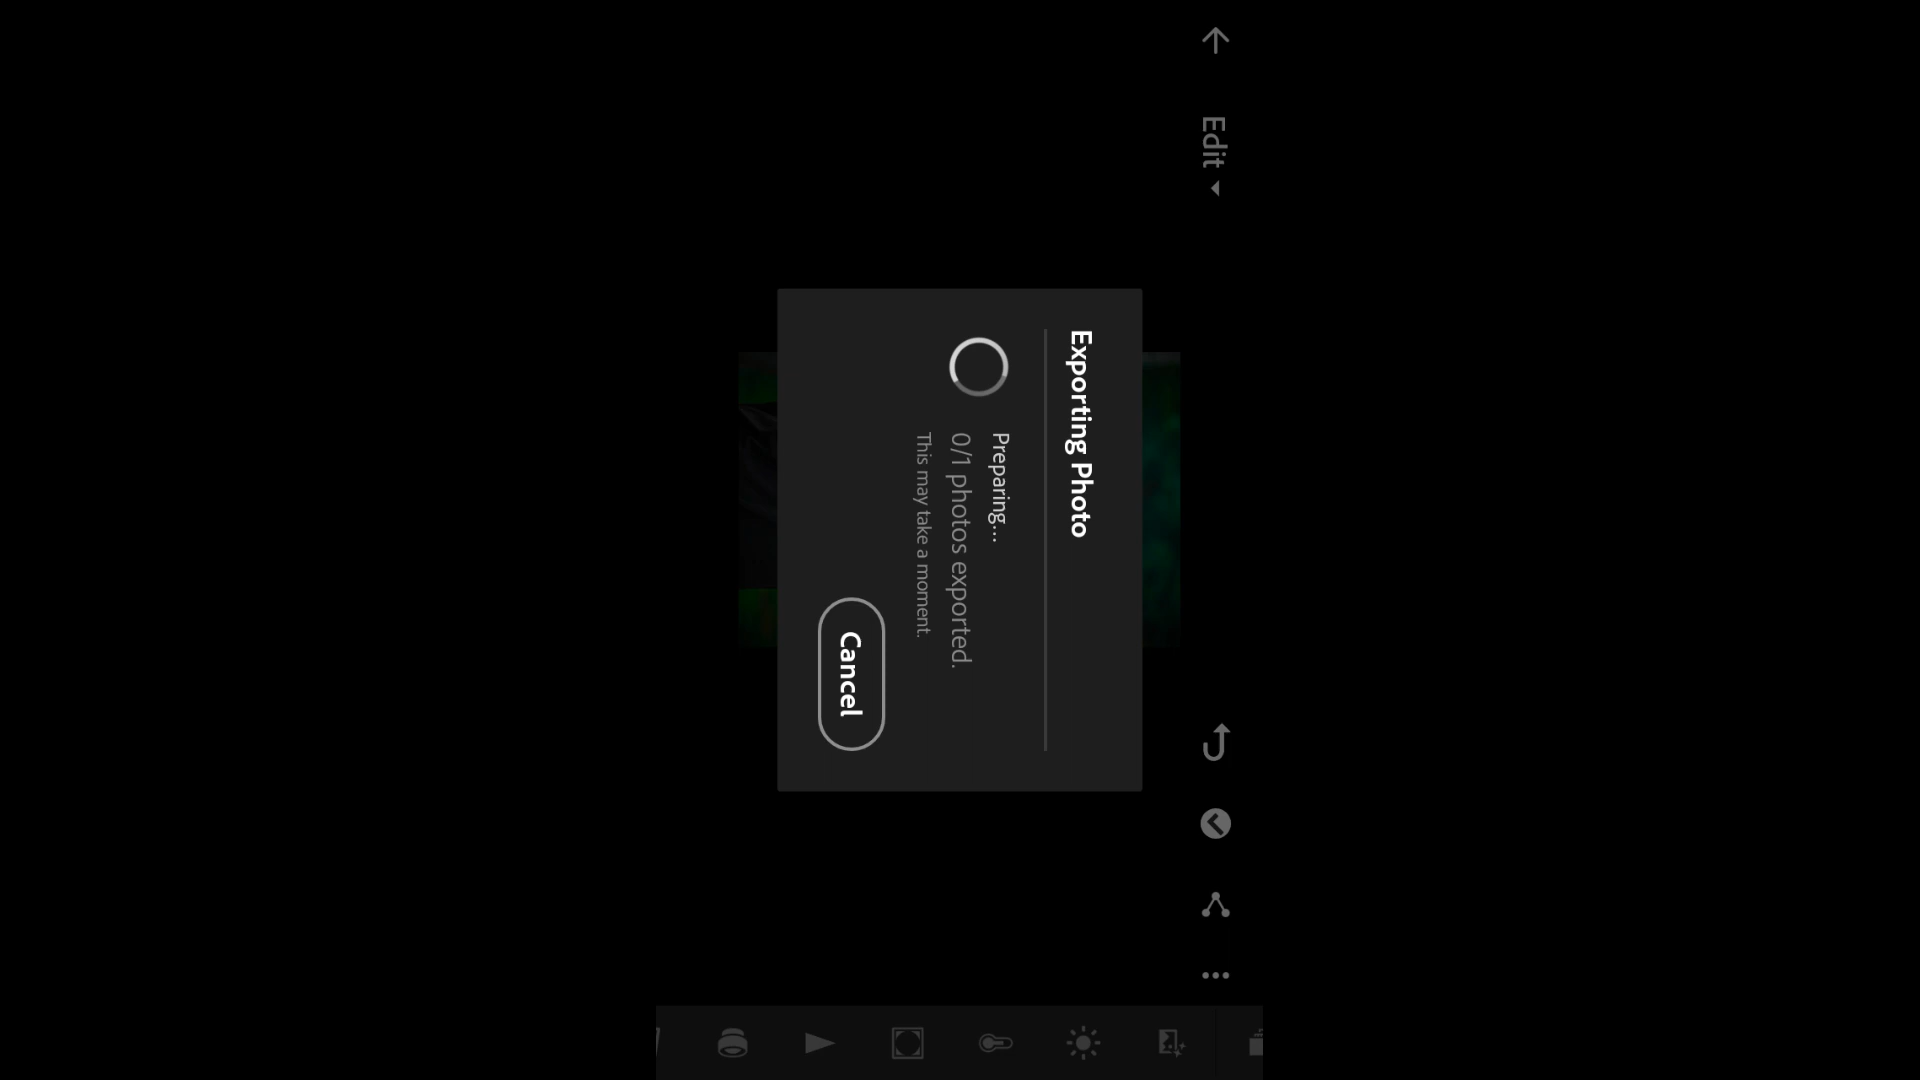 Edit
Exporting Photo
Preparing...
0/1 photos exported.
This may take a moment.
Cancel